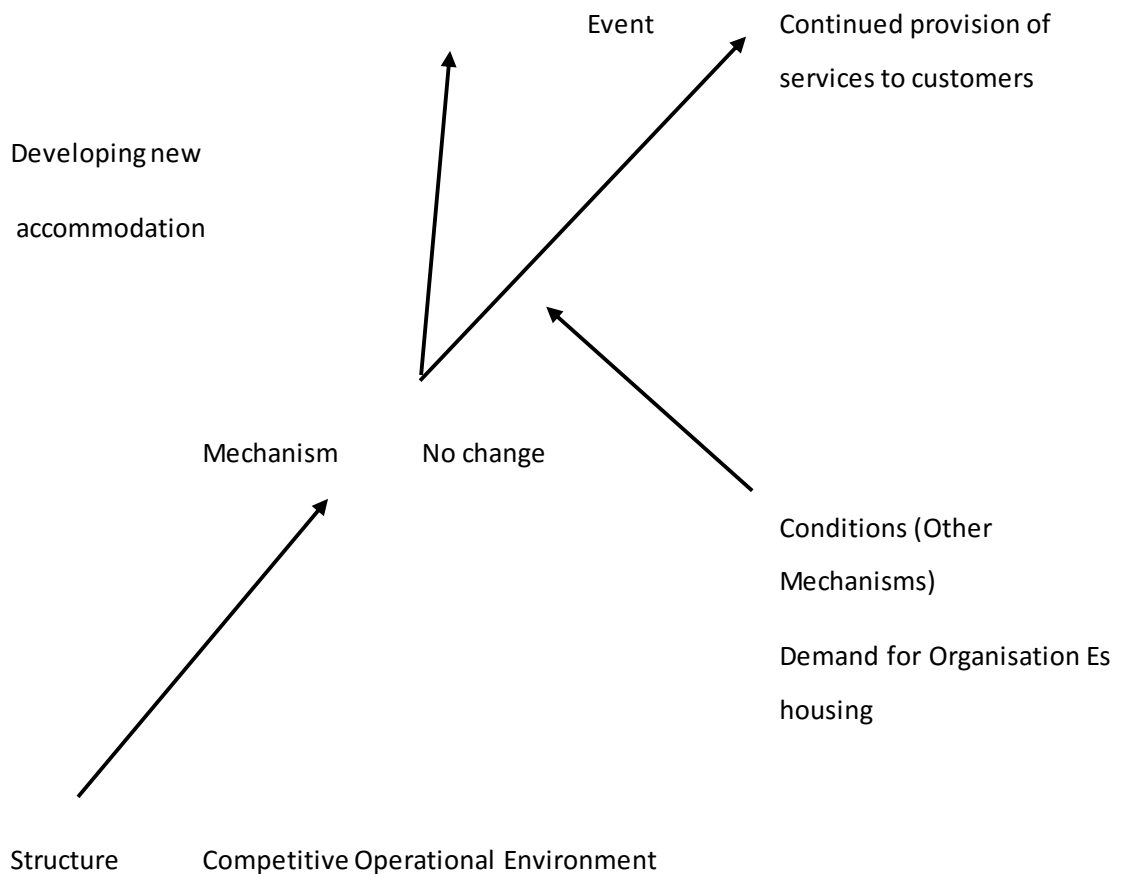 Event Continued provision of
services to customers
Developing new
accommodation
Mechanism No change
Conditions (Other
Mechanisms)
Demand for Organisation Es
housing
Structure Competitive Operational Environment